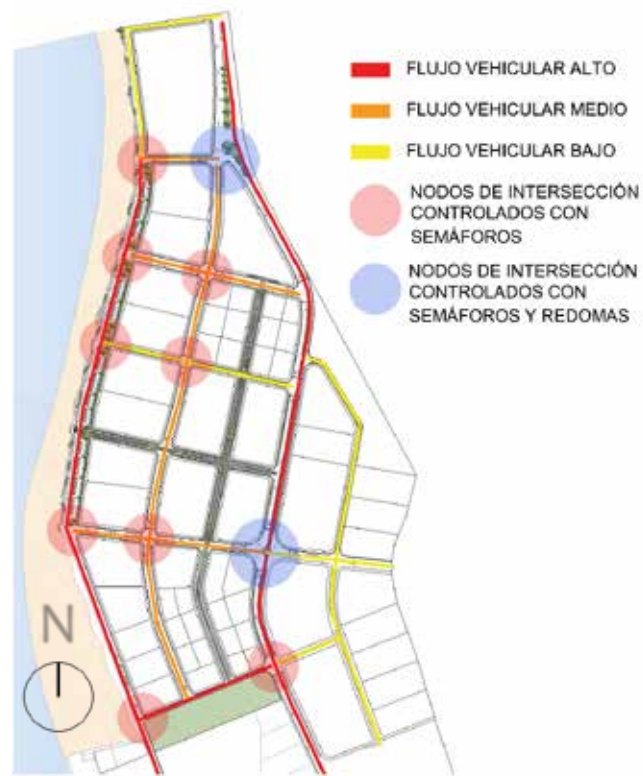 FLUJO VEHICULAR ALTO
FLUJO VEHICULAR MEDIO
FLUJO VEHICULAR BAJO
NODOS DE INTERSECCIÓN
CONTROLADOS CON
SEMÁFOROS
NODOS DE INTERSECCIÓN
CONTROLADOS CON
SEMÁFOROS Y REDOMAS
N